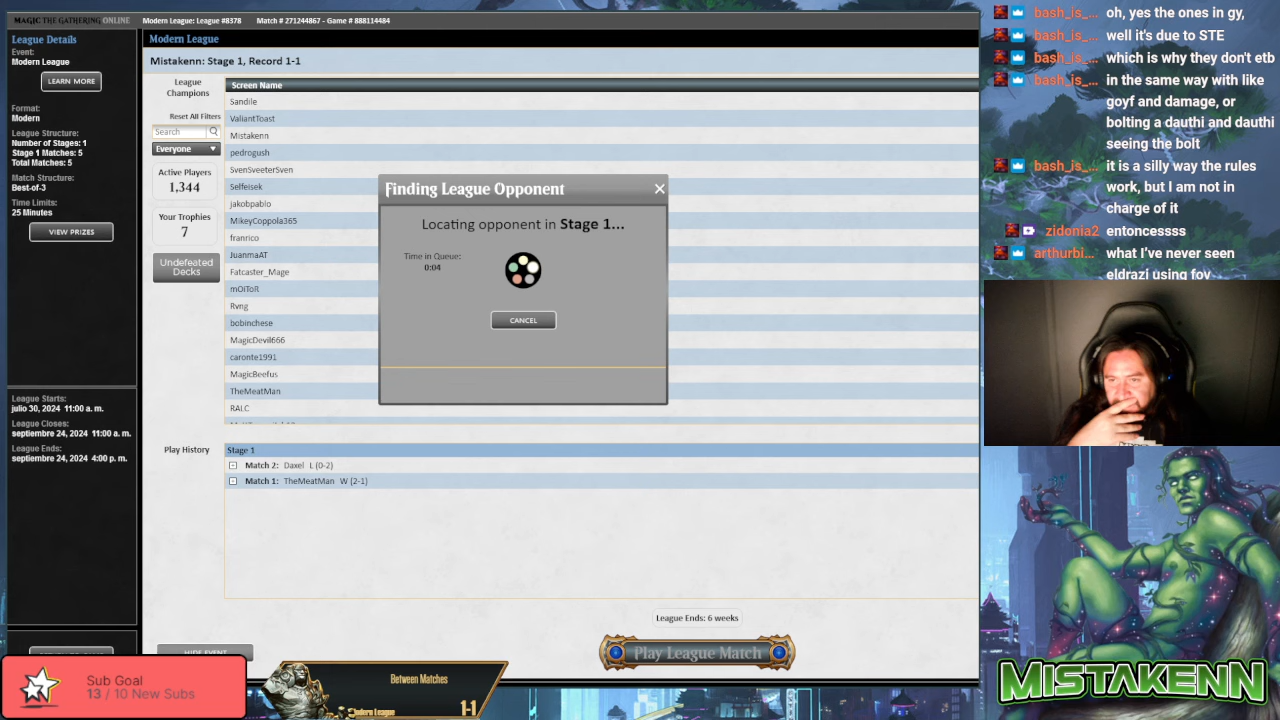 MAGIC THE GATHERING ONLINE
Modern League: League #8378
Match # 271244867 - Game # 888114484
League Details
Event:
Modern League
LEARN MORE
Format:
Modern
League Structure:
Number of Stages: 1
Stage 1 Matches: 5
Total Matches: 5
Match Structure:
Best-of-3
Time Limits:
25 Minutes
VIEW PRIZES
League Starts:
julio 30, 2024 11:00 a. m.
League Closes:
septiembre 24, 2024 11:00 a. m.
League Ends:
septiembre 24, 2024 4:00 p. m.
Modern League
Mistakenn: Stage 1, Record 1-1
League
Champions
Reset All Filters
Search
Everyone
Active Players
1,344
Your Trophies
7
Undefeated
Decks
Screen Name
Sandile
ValiantToast
Mistakenn
pedrogush
SvenSveeterSven
Selfeisek
jakobpablo
MikeyCoppola365
franrico
JuanmaAT
Fatcaster_Mage
mOiToR
Rvng
bobinchese
MagicDevil666
caronte1991
MagicBeefus
TheMeatMan
RALC
Finding League Opponent
Locating opponent in Stage 1...
Time in Queue:
0:04
CANCEL
Play History
Stage 1
Match 2: Daxel L (0-2)
Match 1: TheMeatMan W (2-1)
League Ends: 6 weeks
Play League Match
HIDE EVENT
Sub Goal
13 / 10 New Subs
Between Matches
Modern League
1-1
bash_is_... oh, yes the ones in gy,
bash_is_... well it's due to STE
bash_is_... which is why they don't etb
bash_is_... in the same way with like
goyf and damage, or
bolting a dauthi and dauthi
seeing the bolt
bash_is_... it is a silly way the rules
work, but I am not in
charge of it
zidonia2 entoncessss
arthurbi... what I've never seen
eldrazi using fov
MISTAKENN